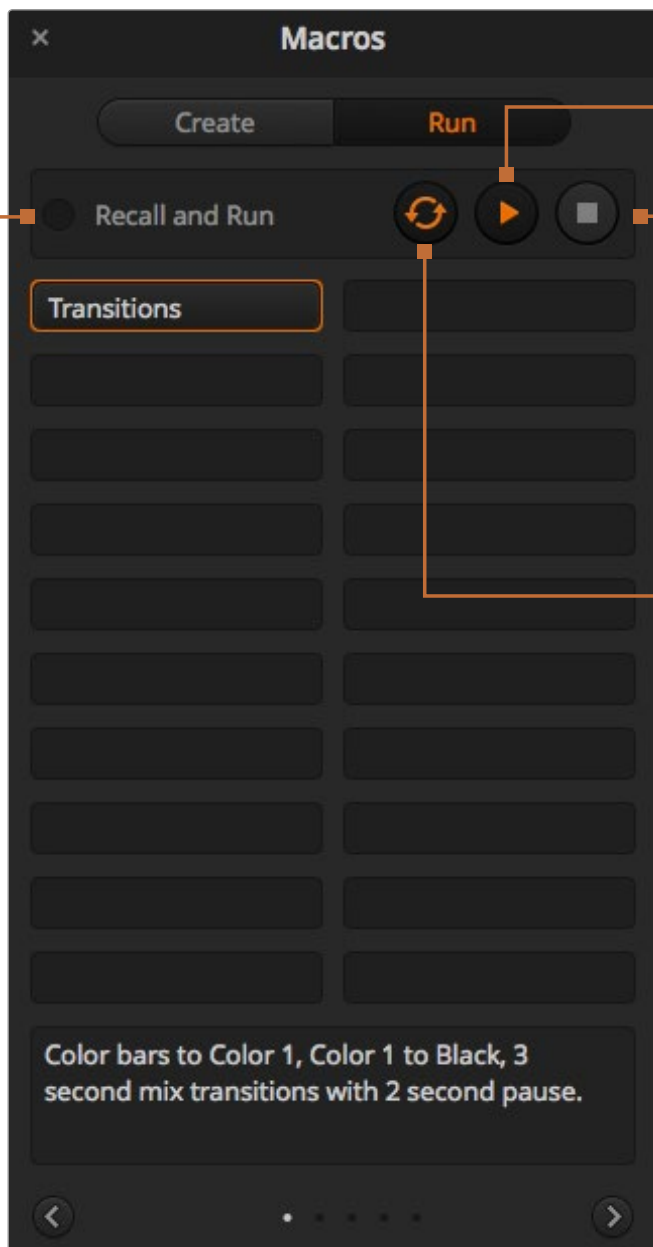 Macros
Create Run
Recall and Run
Transitions
Color bars to Color 1, Color 1 to Black, 3
second mix transitions with 2 second pause.